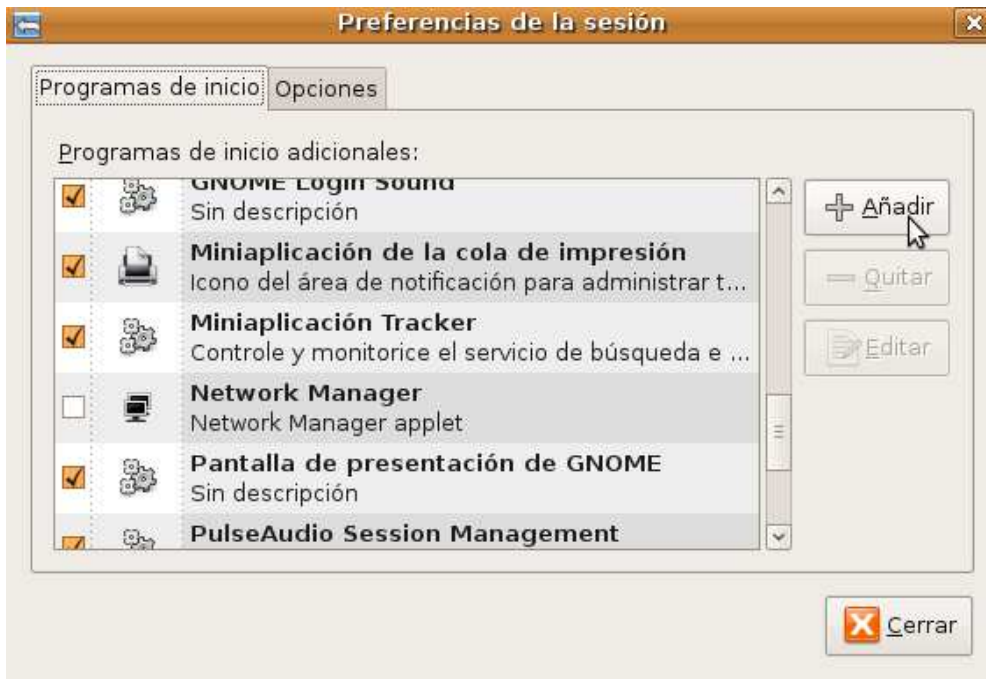 Preferencias de la sesión
Programas de inicio
Opciones
Programas de inicio adicionales:
GNOME Login Sound
Sin descripción
Miniaplicación de la cola de impresión
Icono del área de notificación para administrar t...
Miniaplicación Tracker
Controle y monitorice el servicio de búsqueda e ...
Network Manager
Network Manager applet
Pantalla de presentación de GNOME
Sin descripción
PulseAudio Session Management
Añadir
Quitar
Editar
Cerrar